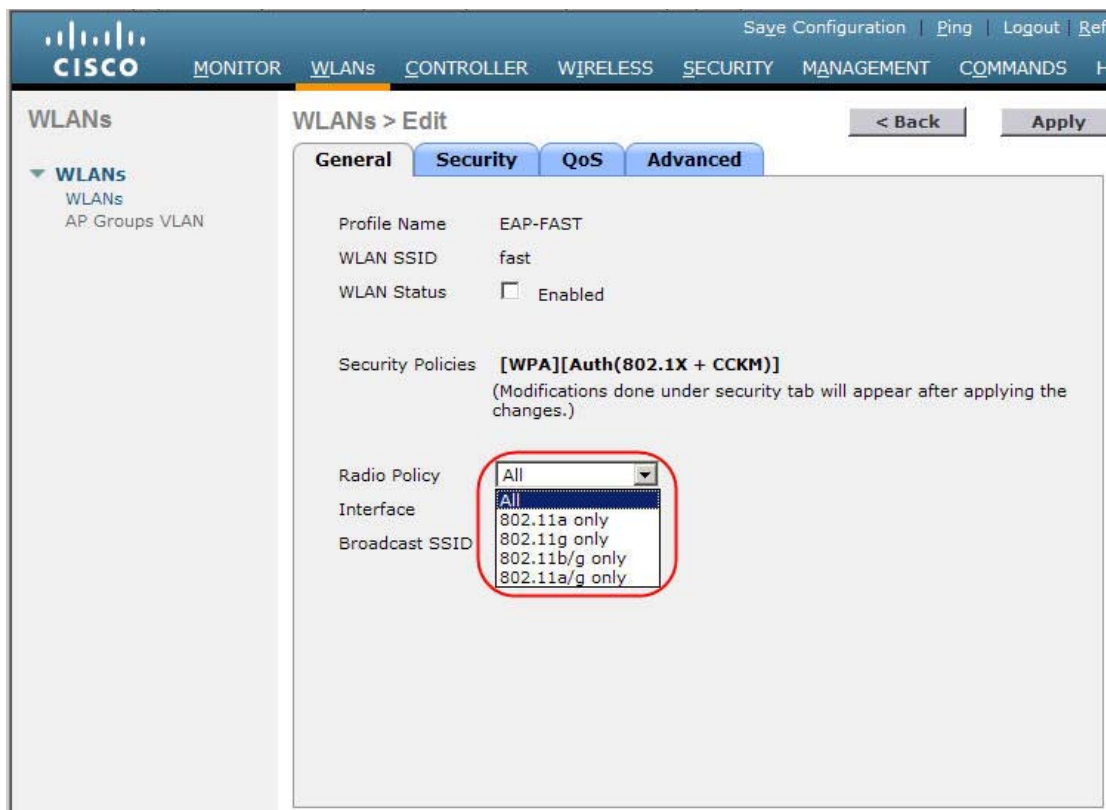 Save Configuration | Ping | Logout | Ref
CISCO MONITOR WLANs CONTROLLER WIRELESS SECURITY MANAGEMENT COMMANDS H
WLANs
WLANs
WLANs
AP Groups VLAN
WLANs > Edit
< Back
Apply
General Security QoS Advanced
Profile Name EAP-FAST
WLAN SSID fast
WLAN Status Enabled
Security Policies [WPA][Auth(802.1X + CCKM)]
(Modifications done under security tab will appear after applying the
changes.)
Radio Policy All
Interface
Broadcast SSID
All
802.11a only
802.11g only
802.11b/g only
802.11a/g only